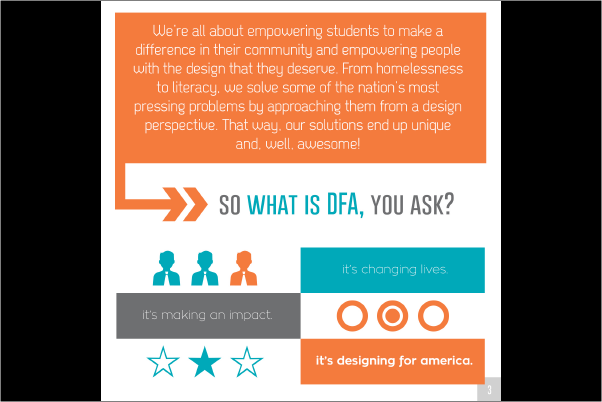 We're all about empowering students to make a
difference in their community and empowering people
with the design that they deserve. From homelessness
to literacy, we solve some of the nation's most
pressing problems by approaching them from a design
perspective. That way, our solutions end up unique
and, well, awesome!
SO WHAT IS DFA, YOU ASK?
it's changing lives.
it's making an impact.
it's designing for america.
3